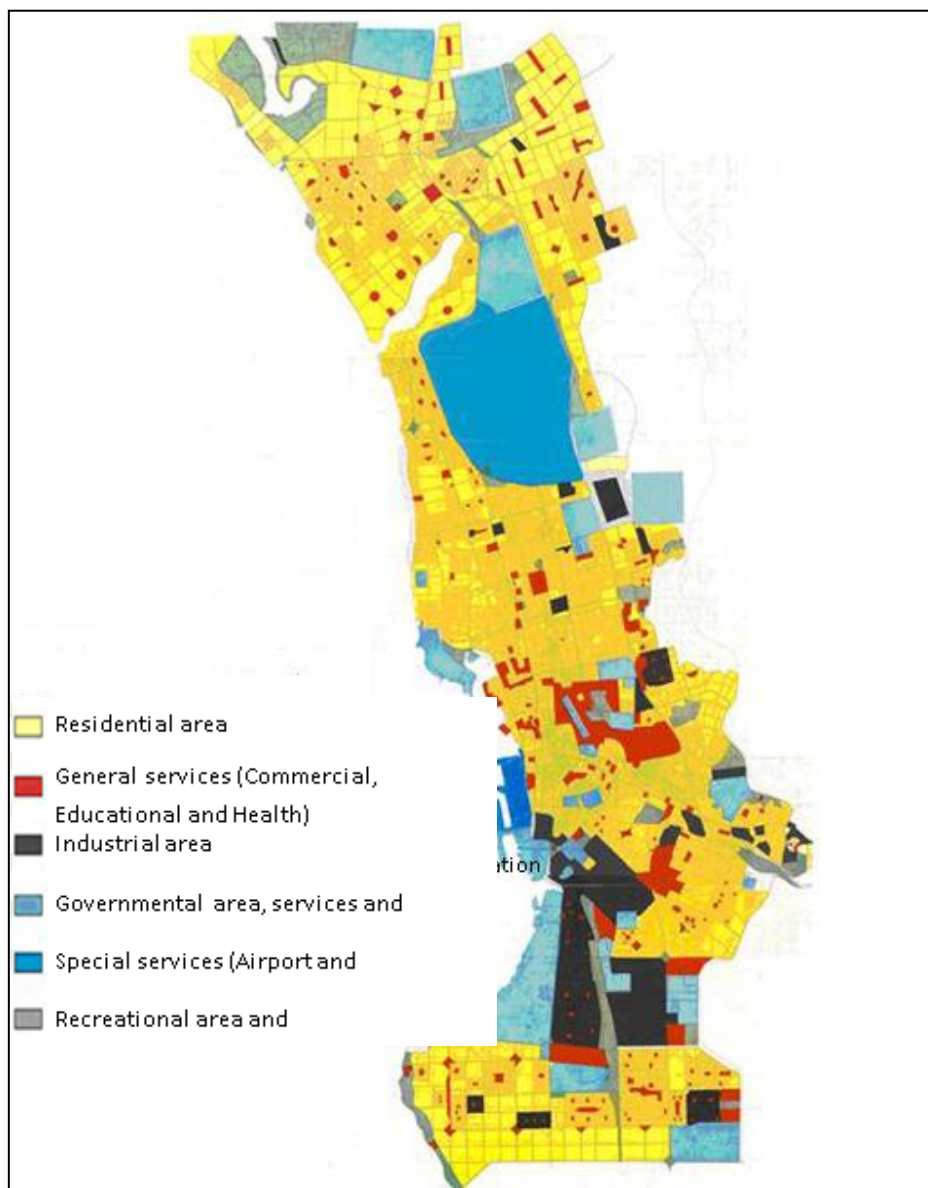 Residential area
General services (Commercial,
Educational and Health)
Industrial area
ation
Governmental area, services and
Special services (Airport and
Recreational area and